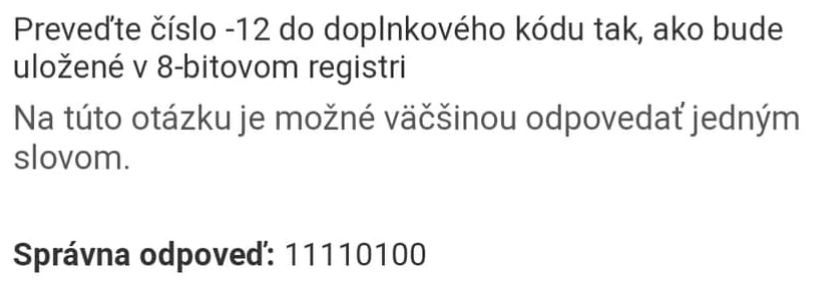 Preveďte číslo -12 do doplnkového kódu tak, ako bude
uložené v 8-bitovom registri
Na túto otázku je možné väčšinou odpovedať jedným
slovom.
Správna odpoveď: 11110100